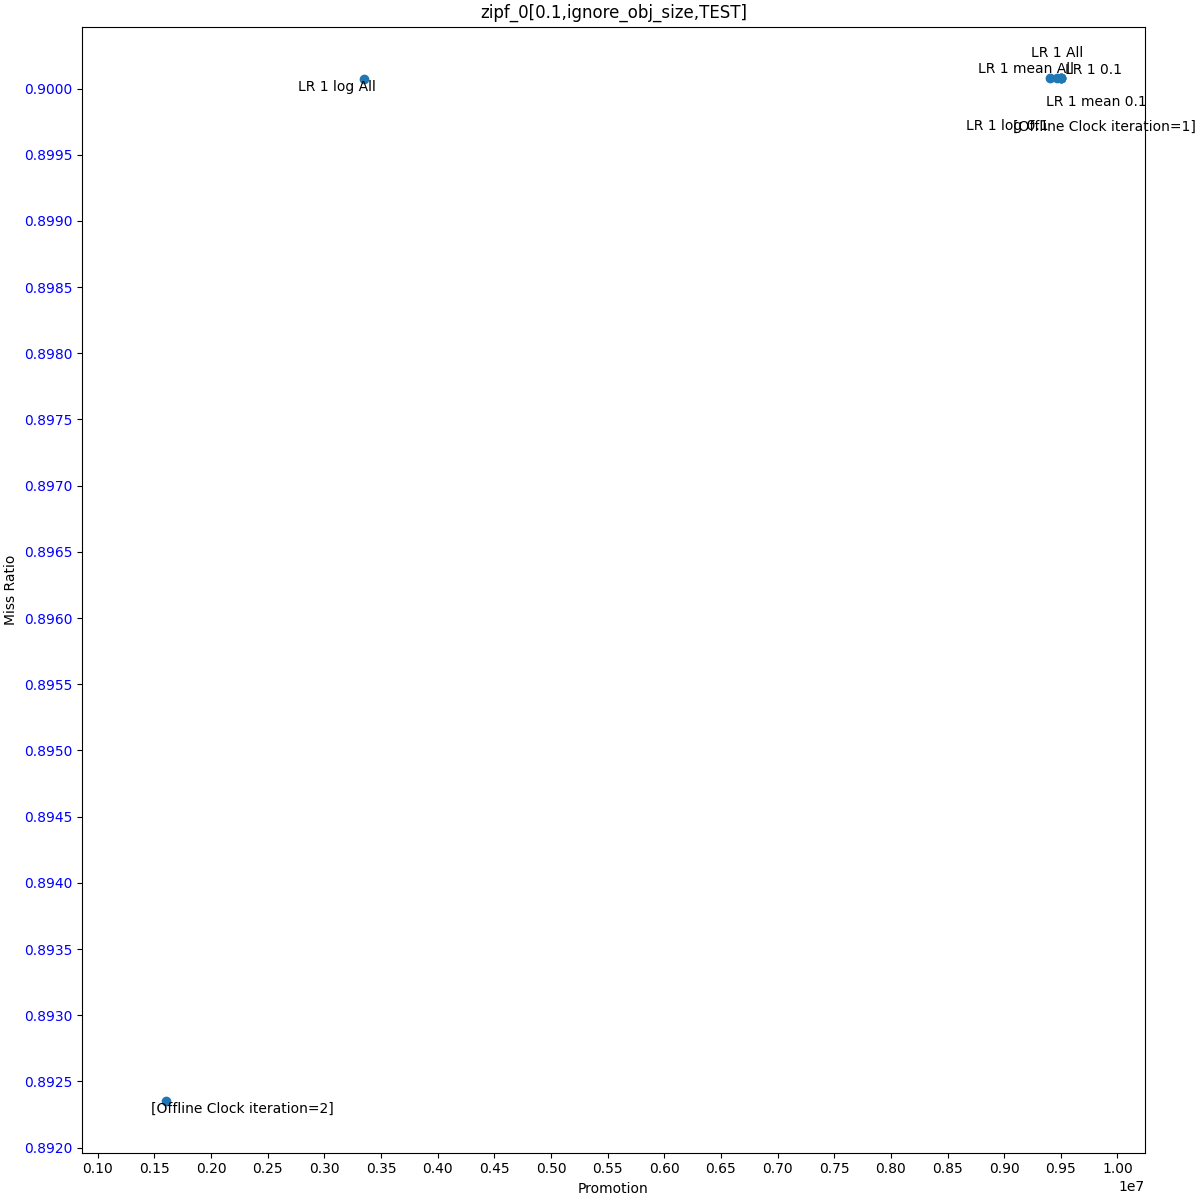 zipf_0[0.1,ignore_obj_size,TEST]
LR 1 All
LR 1 mean All
LR 1 0.1
LR 1 log All
LR 1 mean 0.1
LR 1 log 0.1
[Offline Clock iteration=1]
[Offline Clock iteration=2]
Miss Ratio
0.9000
0.8995
0.8990
0.8985
0.8980
0.8975
0.8970
0.8965
0.8960
0.8955
0.8950
0.8945
0.8940
0.8935
0.8930
0.8925
0.8920
0.10 0.15 0.20 0.25 0.30 0.35 0.40 0.45 0.50 0.55 0.60 0.65 0.70 0.75 0.80 0.85 0.90 0.95 1.00
1e7
Promotion